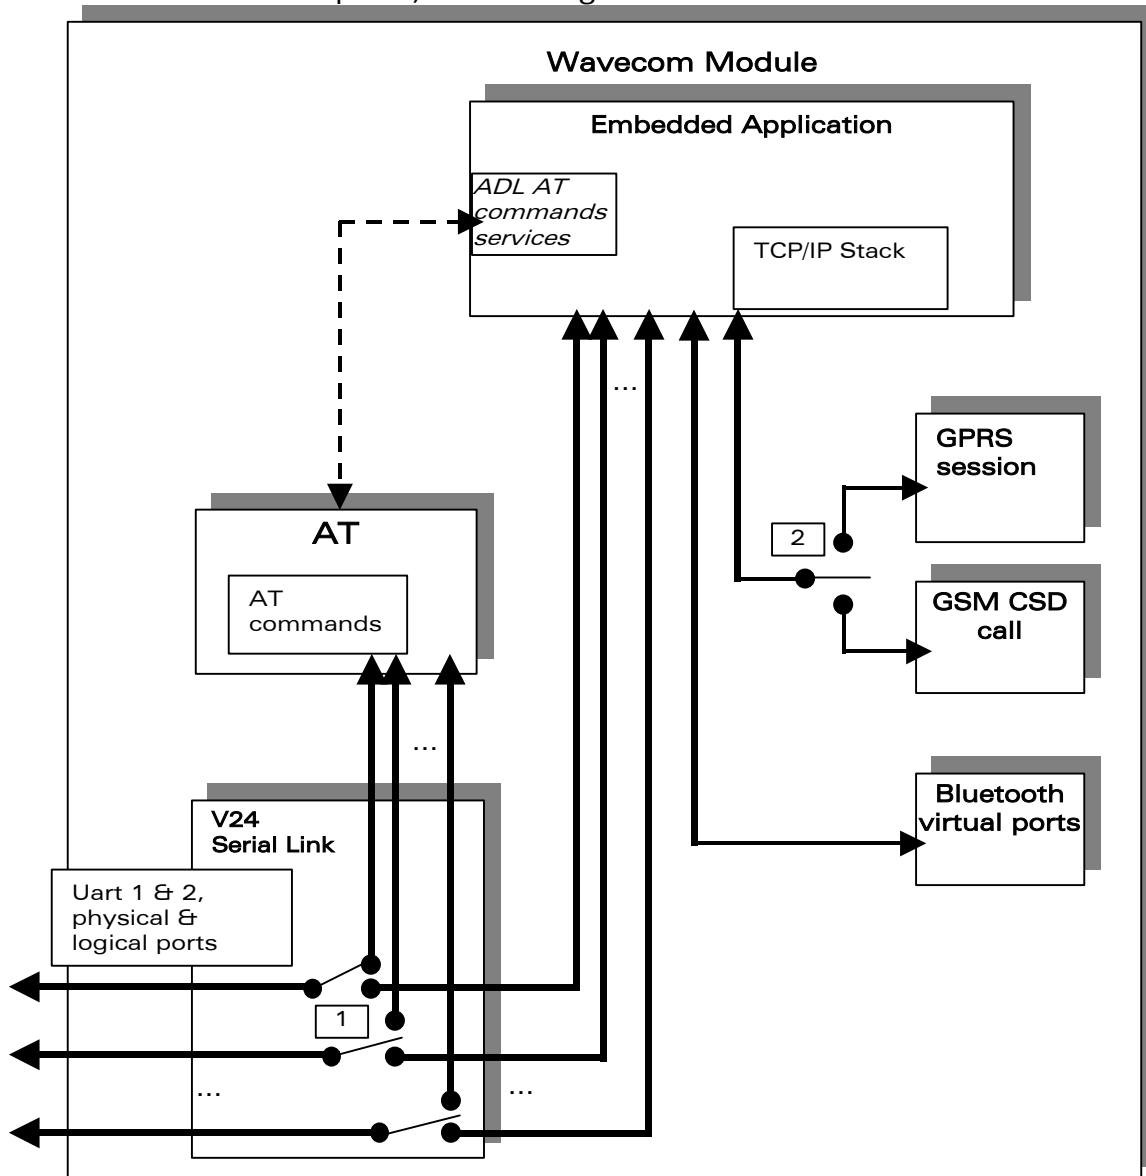 Wavecom Module
Embedded Application
ADL AT
commands
services
TCP/IP Stack
...
GPRS
session
2
AT
AT
commands
GSM CSD
call
...
Bluetooth
virtual ports
V24
Serial Link
Uart 1 & 2,
physical &
logical ports
1
...
...